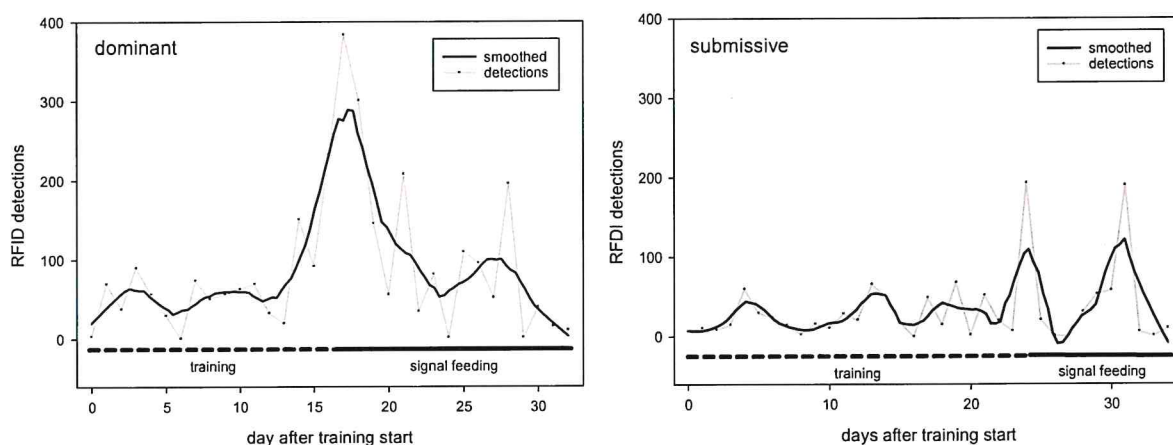 dominant
smoothed
detections
RFID detections
400
300
200
100
0
training
signal feeding
0 5 10 15 20 25 30
day after training start
submissive
smoothed
detections
RFDI detections
400
300
200
100
0
training
signal feeding
0 10 20 30
days after training start